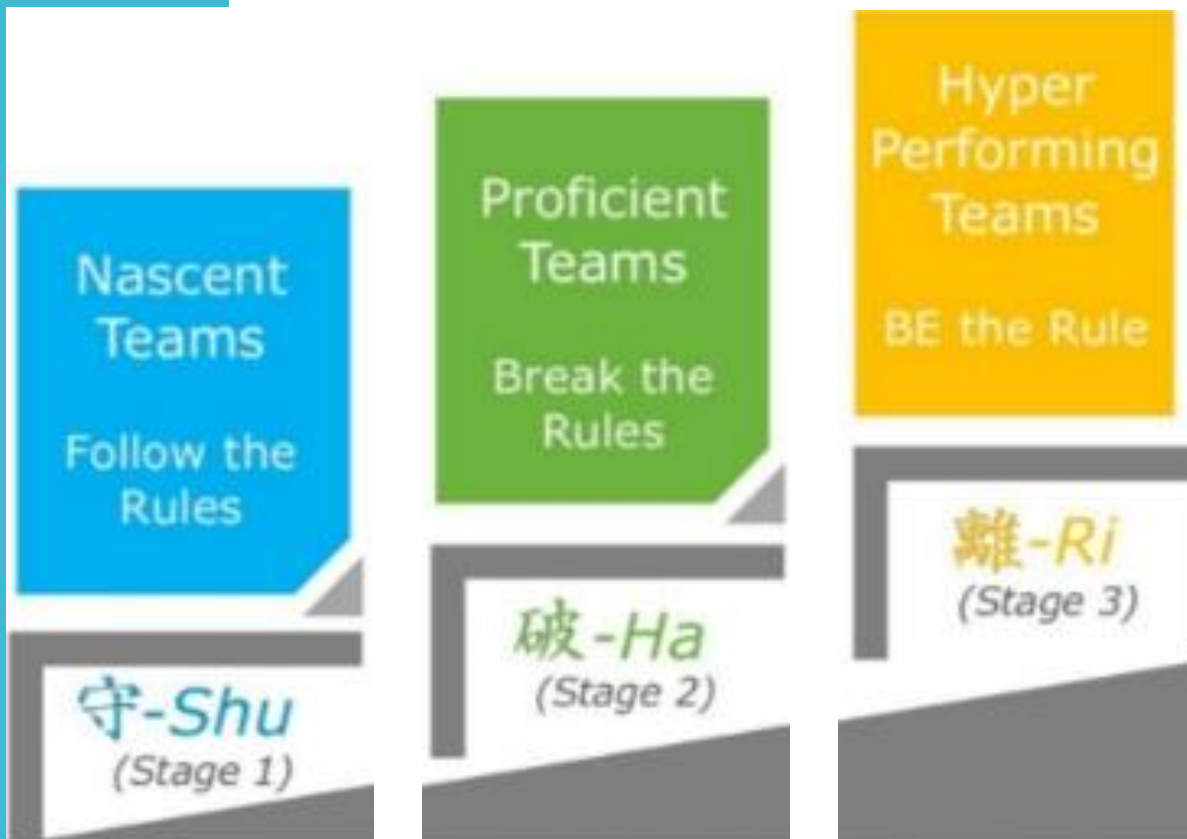 Nascent
Teams
Follow the
Rules
守-Shu
(Stage 1)
Proficient
Teams
Break the
Rules
破-Ha
(Stage 2)
Hyper
Performing
Teams
BE the Rule
離-Ri
(Stage 3)